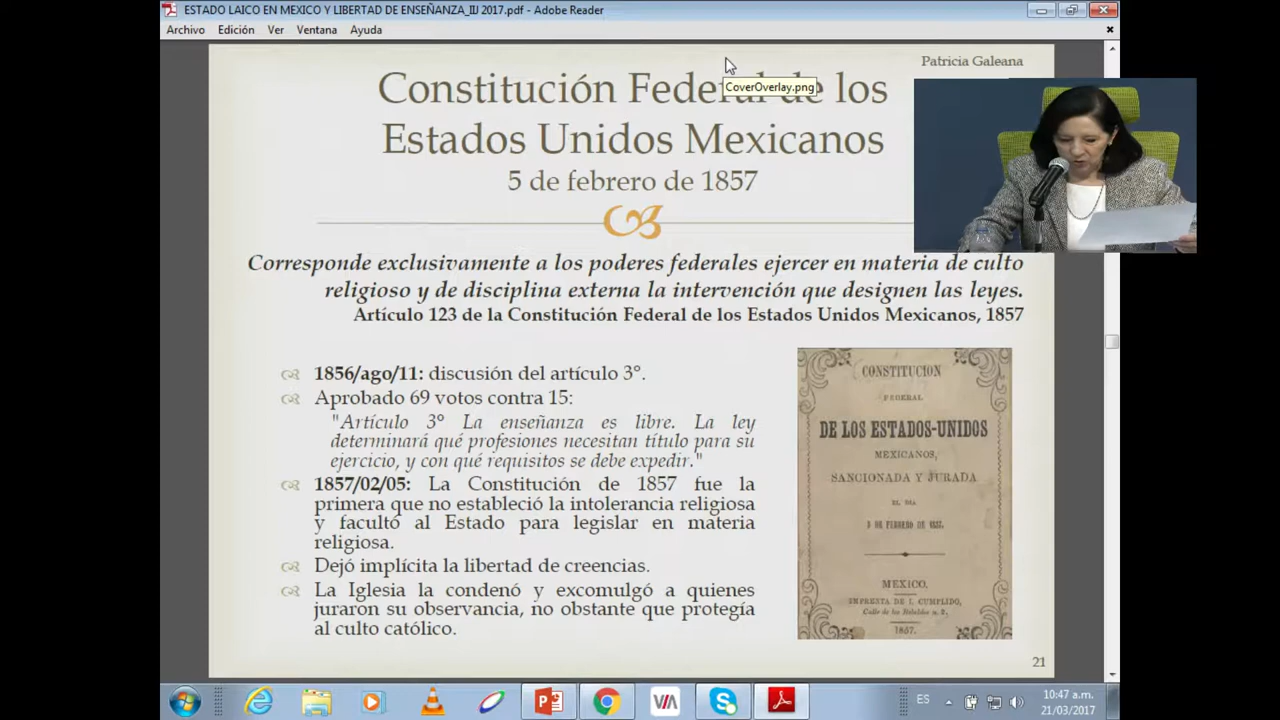 ESTADO LAICO EN MEXICO Y LIBERTAD DE ENSEÑANZA_IIJ 2017.pdf - Adobe Reader
Archivo Edición Ver Ventana Ayuda
Patricia Galeana
Constitución Federal de los
CoverOverlay.png
Estados Unidos Mexicanos
5 de febrero de 1857
Corresponde exclusivamente a los poderes federales ejercer en materia de culto
religioso y de disciplina externa la intervención que designen las leyes.
Artículo 123 de la Constitución Federal de los Estados Unidos Mexicanos, 1857
1856/ago/11: discusión del artículo 3°.
Aprobado 69 votos contra 15:
"Artículo 3° La enseñanza es libre. La ley
determinará qué profesiones necesitan título para su
ejercicio, y con qué requisitos se debe expedir."
1857/02/05: La Constitución de 1857 fue la
primera que no estableció la intolerancia religiosa
y facultó al Estado para legislar en materia
religiosa.
Dejó implícita la libertad de creencias.
La Iglesia la condenó y excomulgó a quienes
juraron su observancia, no obstante que protegía
al culto católico.
CONSTITUCION
FEDERAL
DE LOS ESTADOS-UNIDOS
MEXICANOS,
SANCIONADA Y JURADA
EL DIA
5 DE FEBRERO DE 1857.
MEXICO.
IMPRENTA DE I. CUMPLIDO,
Calle de los Rebeldes n. 2.
1857.
21
VIA
ES
10:47 a.m.
21/03/2017